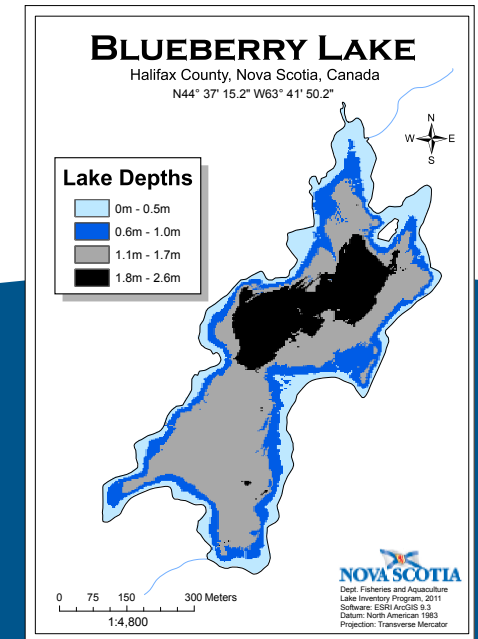 BLUEBERRY LAKE
Halifax County, Nova Scotia, Canada
N44° 37' 15.2" W63° 41' 50.2"
N
W E
S
Lake Depths
0m - 0.5m
0.6m - 1.0m
1.1m - 1.7m
1.8m - 2.6m
0 75 150 300 Meters
1:4,800
NOVA SCOTIA
Dept. Fisheries and Aquaculture
Lake Inventory Program, 2011
Software: ESRI ArcGIS 9.3
Datum: North American 1983
Projection: Transverse Mercator